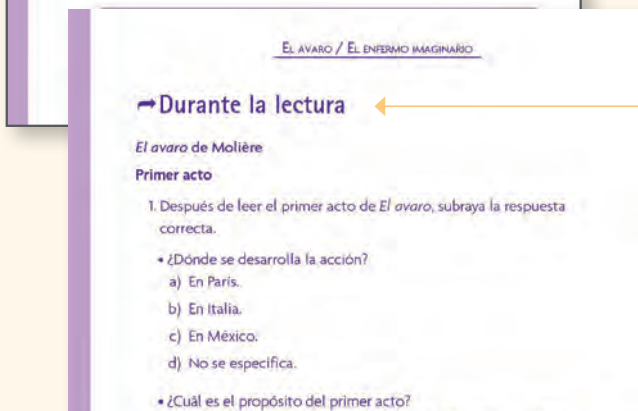 EL AVARO / EL ENFERMO IMAGINARIO
➦Durante la lectura
El avaro de Molière
Primer acto
1. Después de leer el primer acto de El avaro, subraya la respuesta
correcta.
• ¿Dónde se desarrolla la acción?
a) En París.
b) En Italia.
c) En México.
d) No se especifica.
• ¿Cuál es el propósito del primer acto?